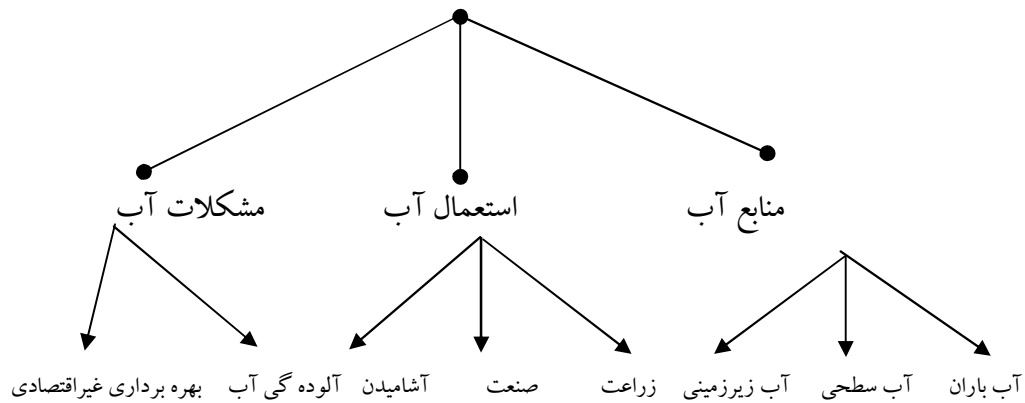 منابع آب استعمال آب مشکلات آب
آب باران آب سطحی آب زیرزمینی زراعت صنعت آشامیدن آلوده گی آب بهره برداری غیراقتصادی